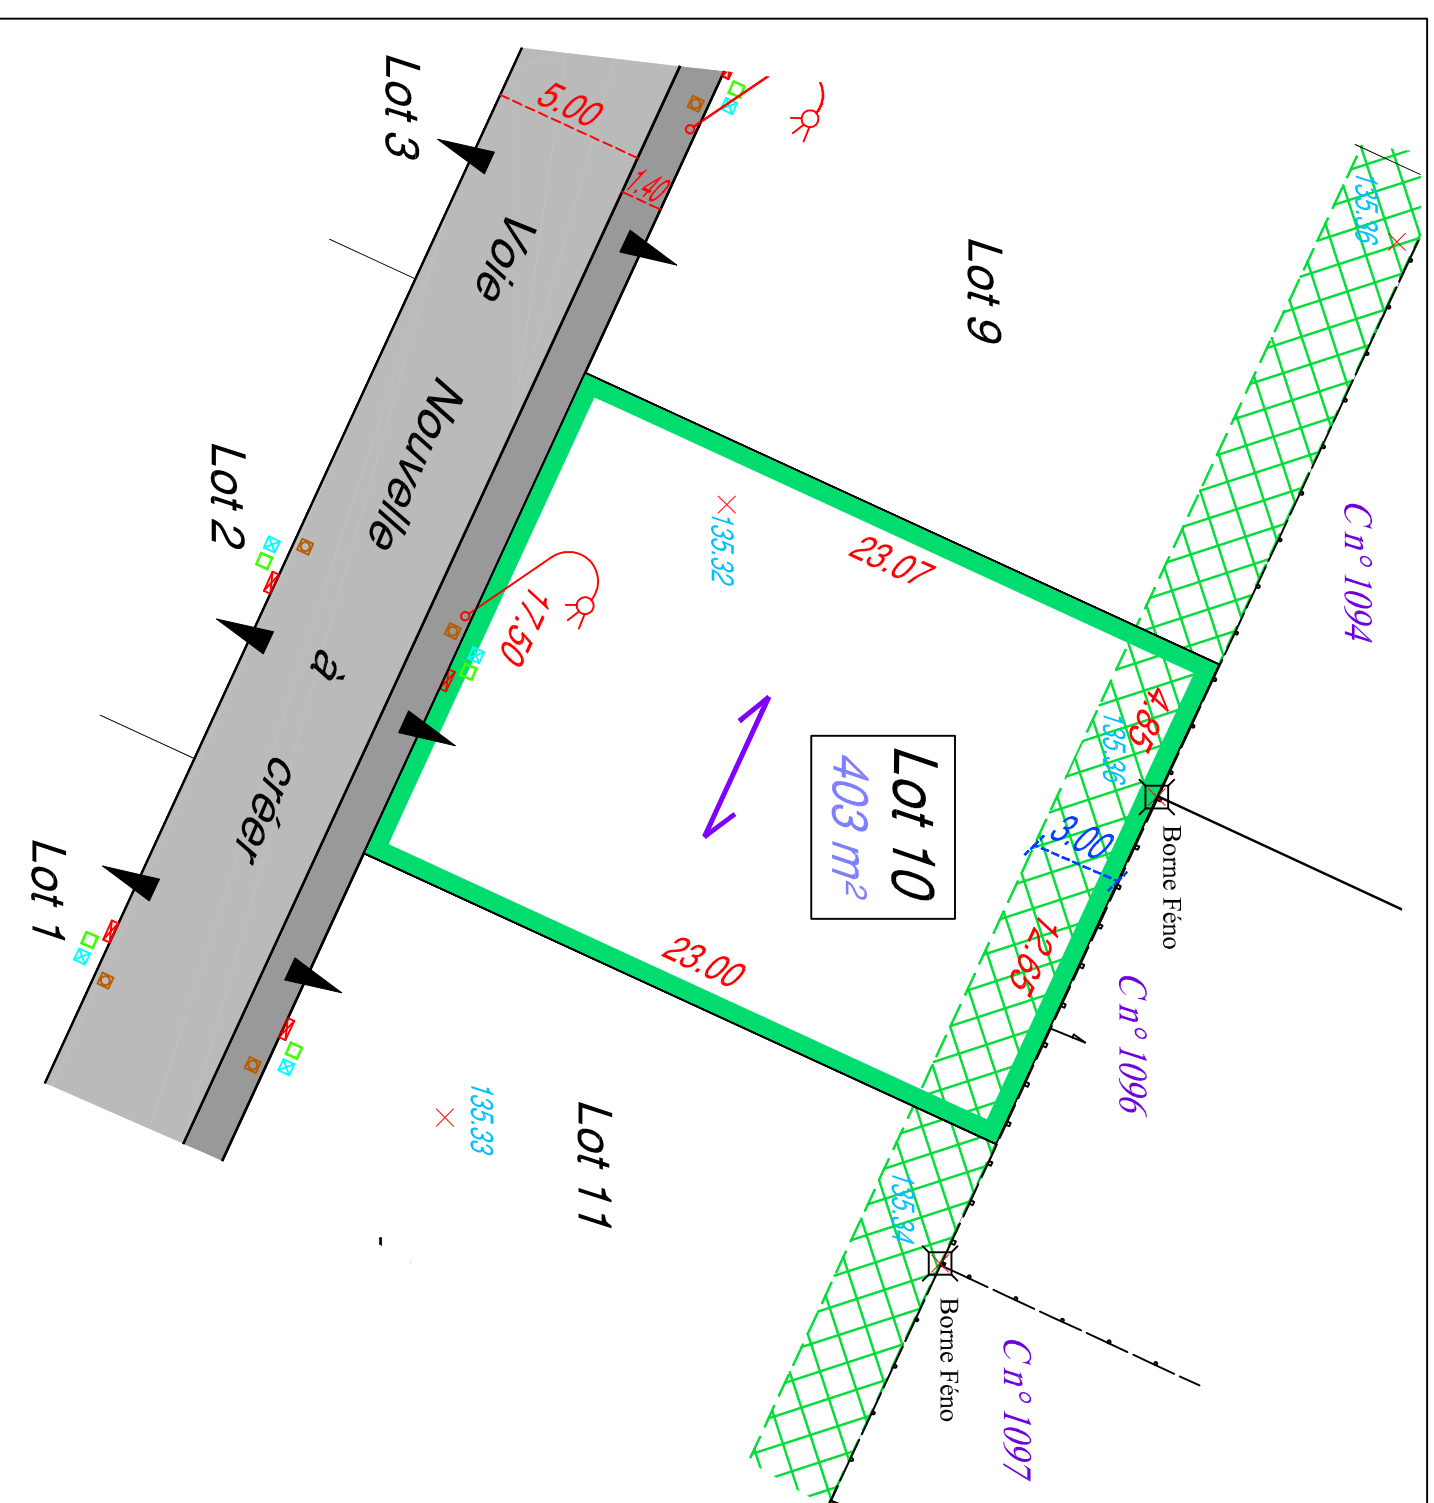 Lot 3
5.00
1.40
Voie Nouvelle à créer
Lot 9
135.36
C n° 1094
Lot 2
135.32
23.07
17.50
4.85
135.36
Lot 10
403 m²
3.00
Borne Féno
12.65
C n° 1096
Lot 1
23.00
135.33
Lot 11
135.34
Borne Féno
C n° 1097